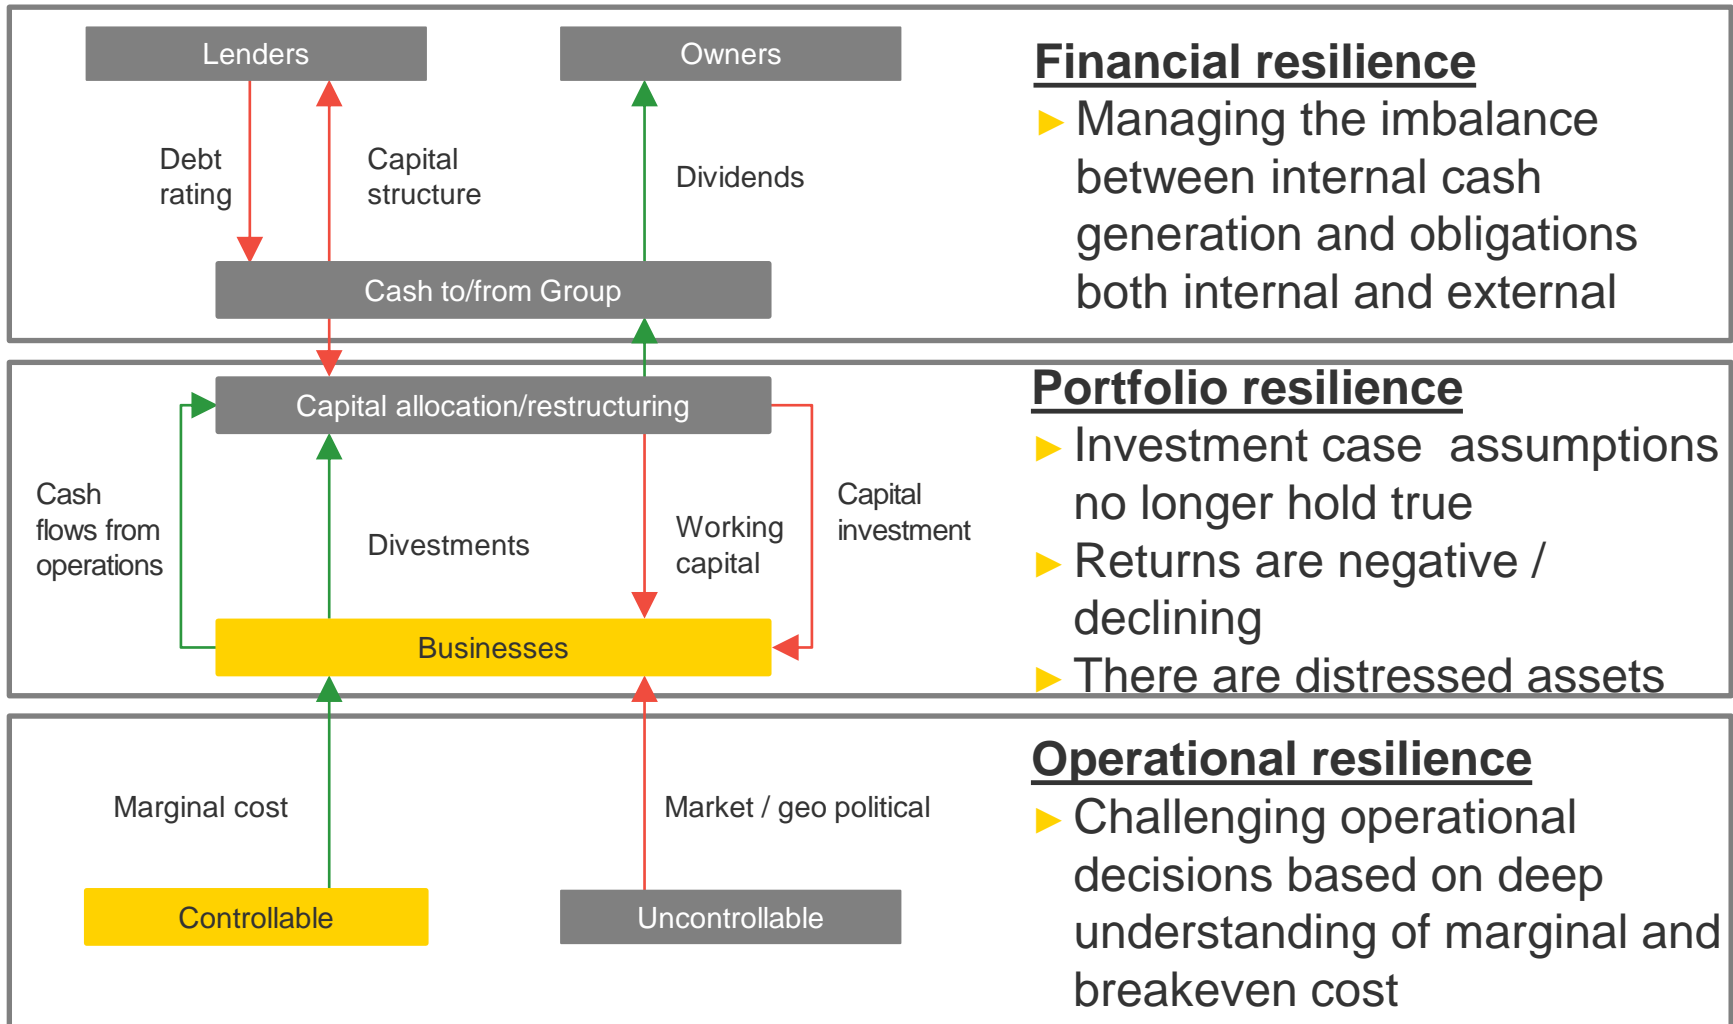 Lenders
Owners
Debt
rating
Capital
structure
Dividends
Cash to/from Group
Financial resilience
► Managing the imbalance
between internal cash
generation and obligations
both internal and external
Capital allocation/restructuring
Cash
flows from
operations
Divestments
Working
capital
Capital
investment
Businesses
Portfolio resilience
► Investment case  assumptions
no longer hold true
► Returns are negative /
declining
► There are distressed assets
Marginal cost
Market / geo political
Controllable
Uncontrollable
Operational resilience
► Challenging operational
decisions based on deep
understanding of marginal and
breakeven cost